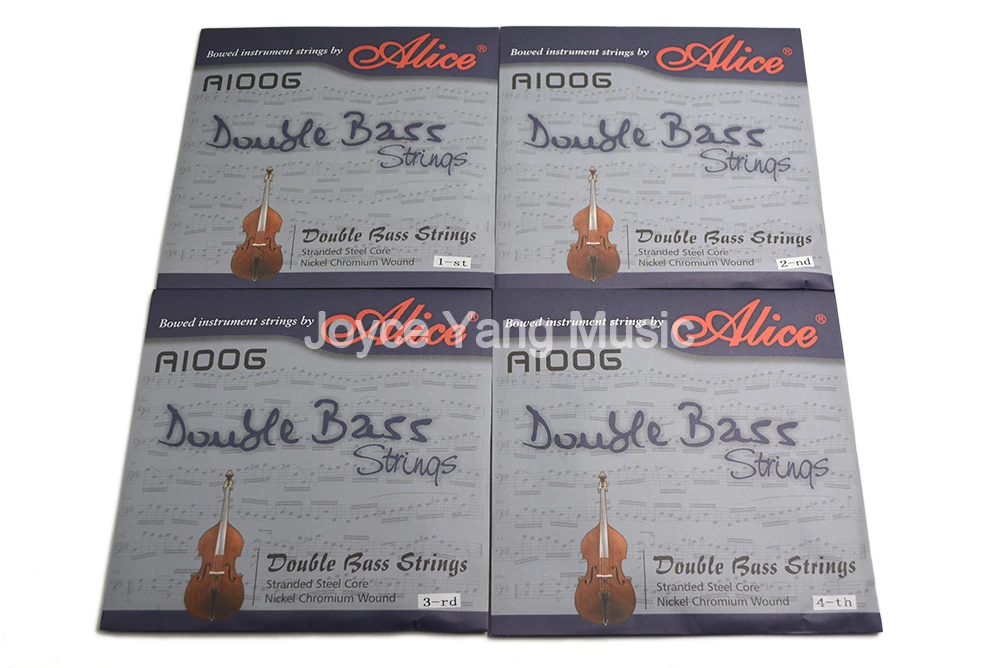 Bowed instrument strings by Alice®
A1006
Double Bass
Strings
Double Bass Strings
Stranded Steel Core
Nickel Chromium Wound
1-st
Bowed instrument strings by Alice®
A1006
Double Bass
Strings
Double Bass Strings
Stranded Steel Core
Nickel Chromium Wound
2-nd
Joyce Yang Music
Bowed instrument strings by Alice®
A1006
Double Bass
Strings
Double Bass Strings
Stranded Steel Core
Nickel Chromium Wound
3-rd
Bowed instrument strings by Alice®
A1006
Double Bass
Strings
Double Bass Strings
Stranded Steel Core
Nickel Chromium Wound
4-th